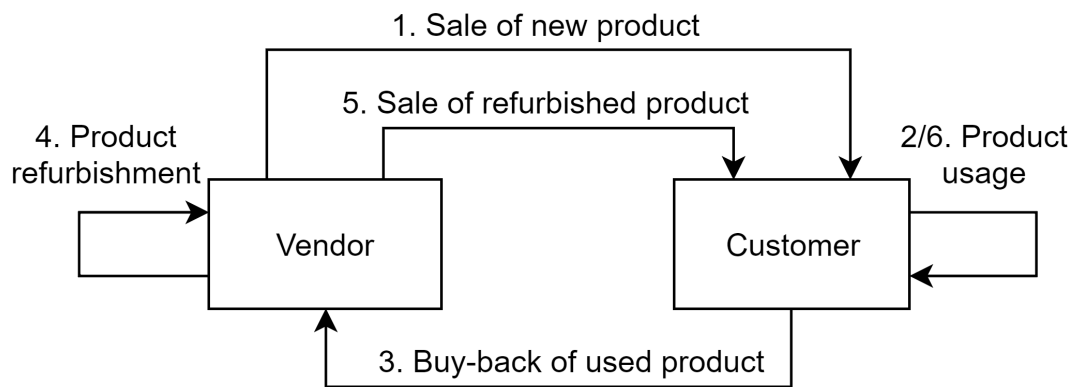 1. Sale of new product
5. Sale of refurbished product
4. Product
refurbishment
2/6. Product
usage
Vendor
Customer
3. Buy-back of used product